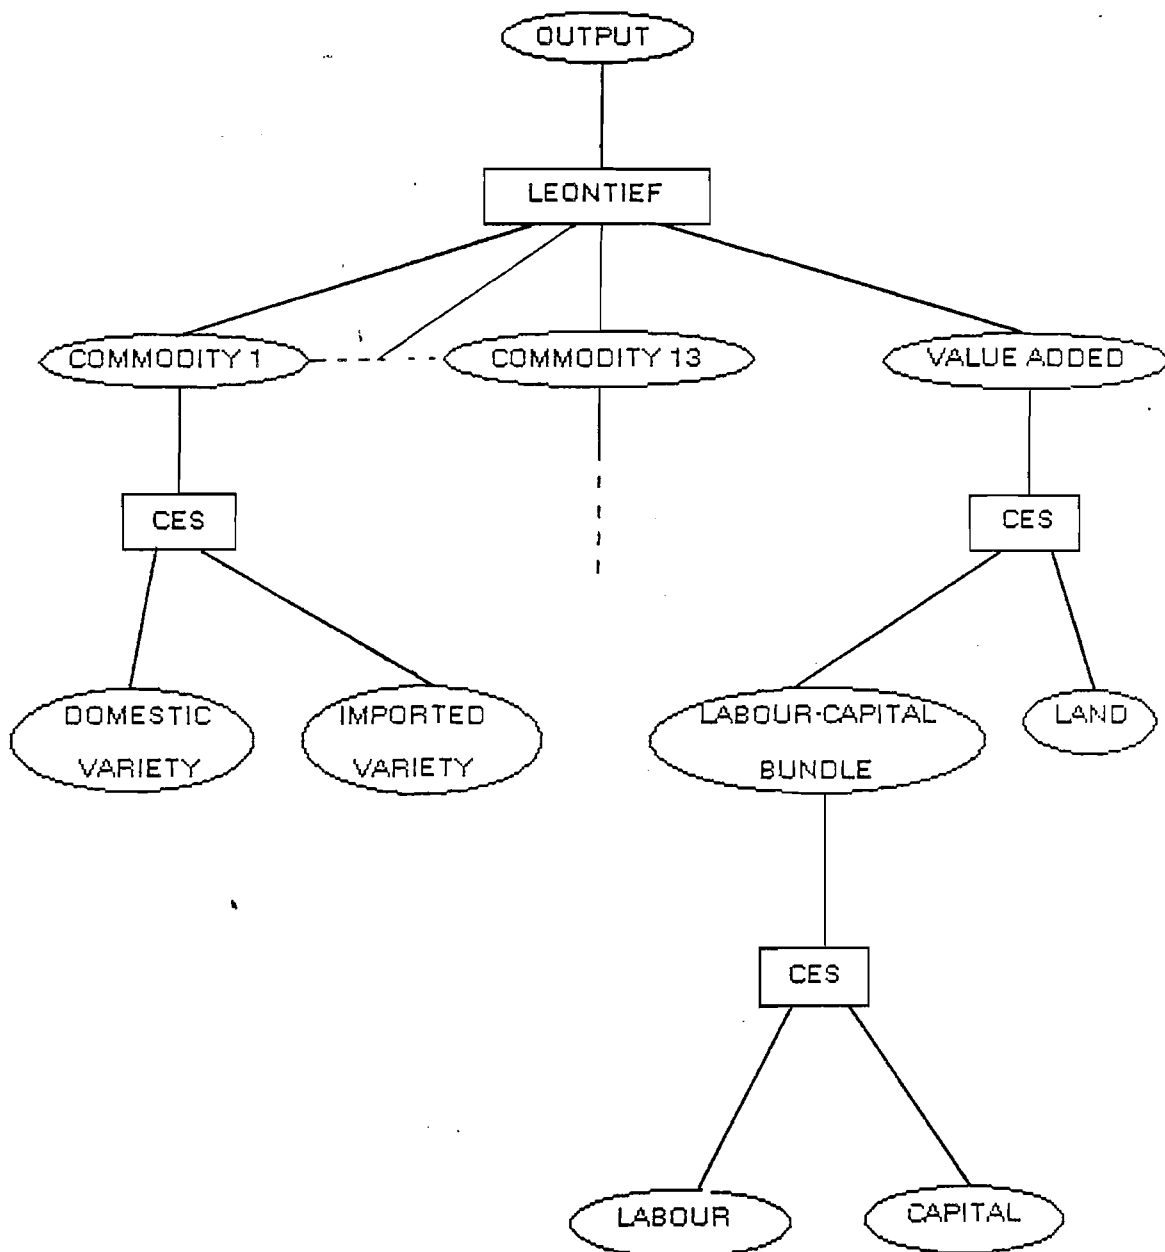 OUTPUT
LEONTIEF
COMMODITY 1
COMMODITY 13
VALUE ADDED
CES
CES
DOMESTIC
VARIETY
IMPORTED
VARIETY
LABOUR-CAPITAL
BUNDLE
LAND
CES
LABOUR
CAPITAL